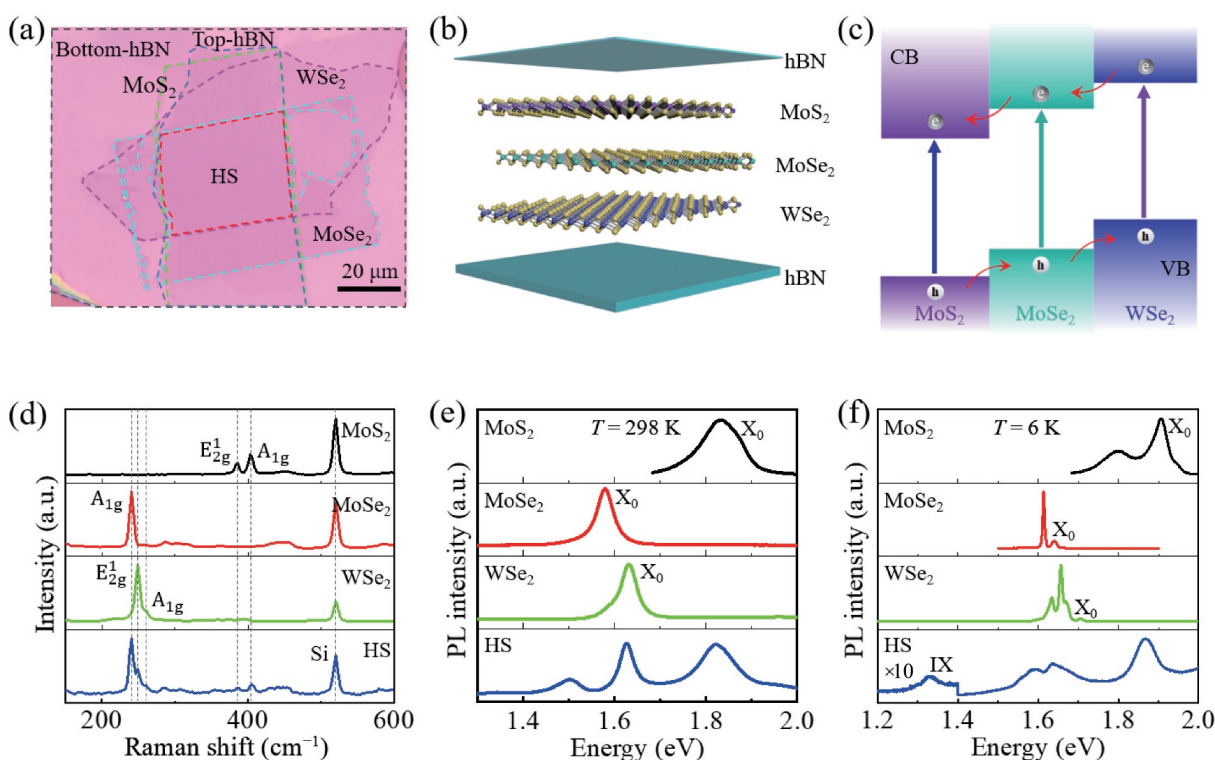 (a)
Bottom-hBN
Top-hBN
MoS₂
WSe₂
HS
MoSe₂
20 μm
(b)
hBN
MoS₂
MoSe₂
WSe₂
hBN
(c)
CB
e
e
e
h
h
h
VB
MoS₂
MoSe₂
WSe₂
(d)
MoS₂
E¹₂g
A₁g
MoSe₂
A₁g
WSe₂
E¹₂g
A₁g
Si
HS
Intensity (a.u.)
200
400
600
Raman shift (cm⁻¹)
(e)
MoS₂
T = 298 K
X₀
MoSe₂
X₀
WSe₂
X₀
HS
PL intensity (a.u.)
1.4
1.6
1.8
2.0
Energy (eV)
(f)
MoS₂
T = 6 K
X₀
MoSe₂
X₀
WSe₂
X₀
HS
×10
IX
PL intensity (a.u.)
1.2
1.4
1.6
1.8
2.0
Energy (eV)